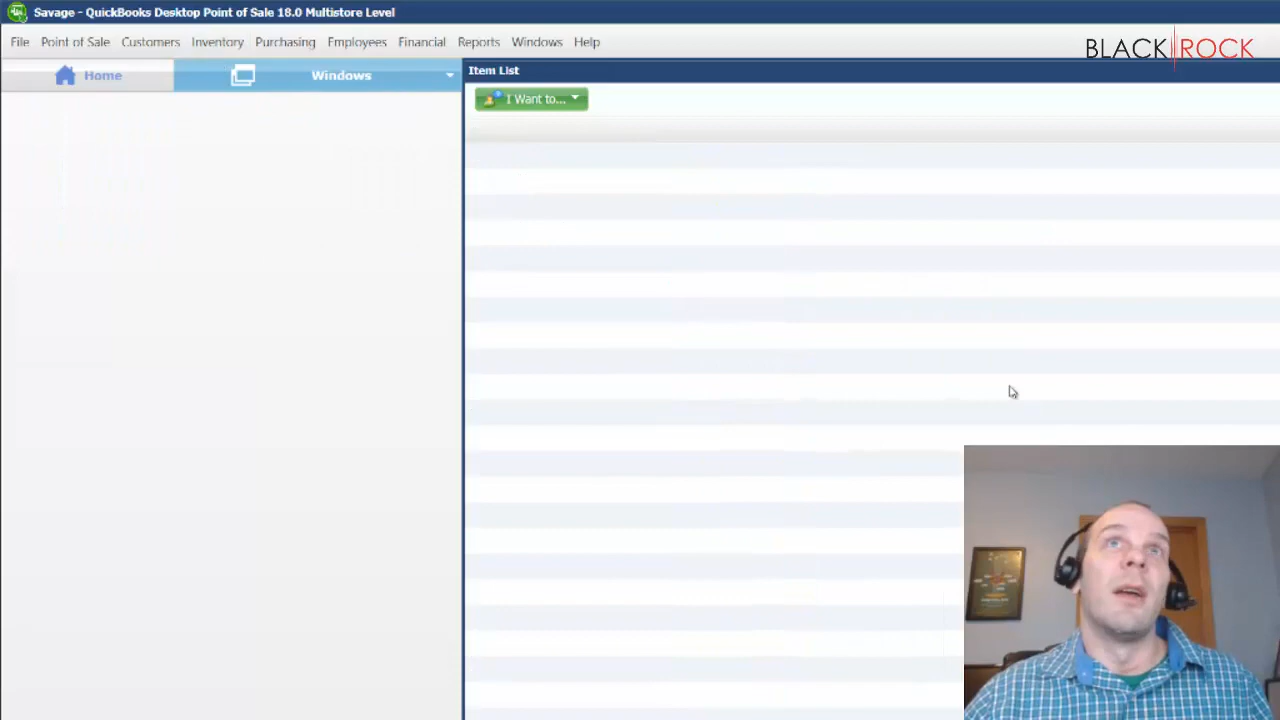 Savage - QuickBooks Desktop Point of Sale 18.0 Multistore Level
File Point of Sale Customers Inventory Purchasing Employees Financial Reports Windows Help
BLACK ROCK
Home Windows
Item List
I Want to...